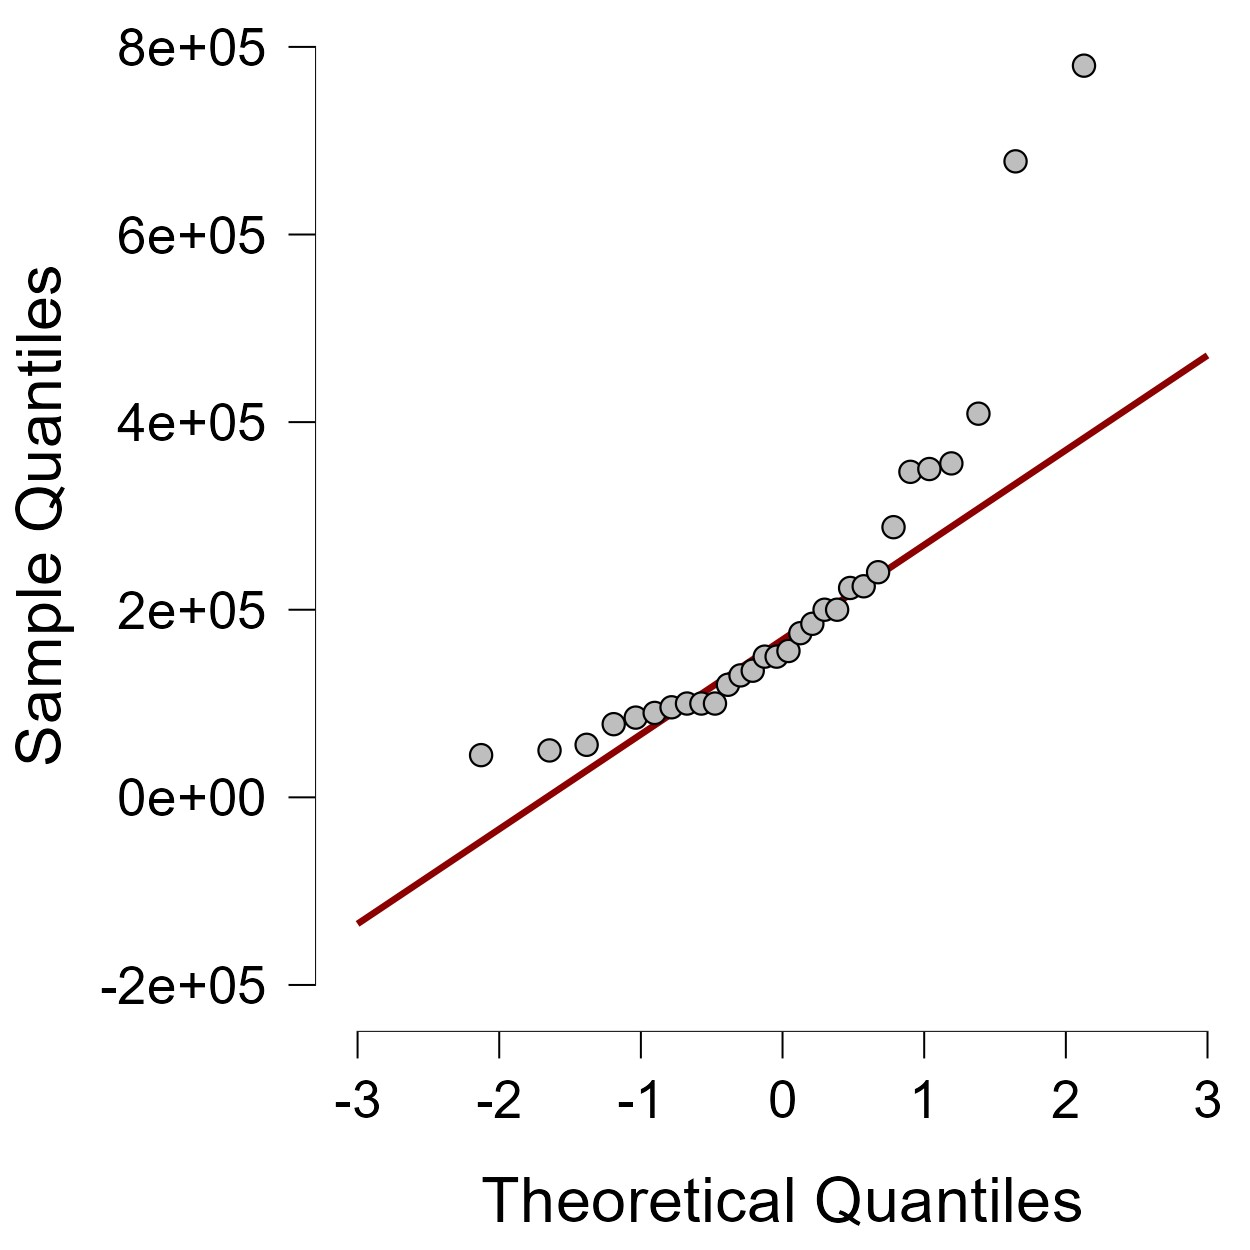 8e+05
6e+05
4e+05
2e+05
0e+00
-2e+05
Sample Quantiles
-3 -2 -1 0 1 2 3
Theoretical Quantiles